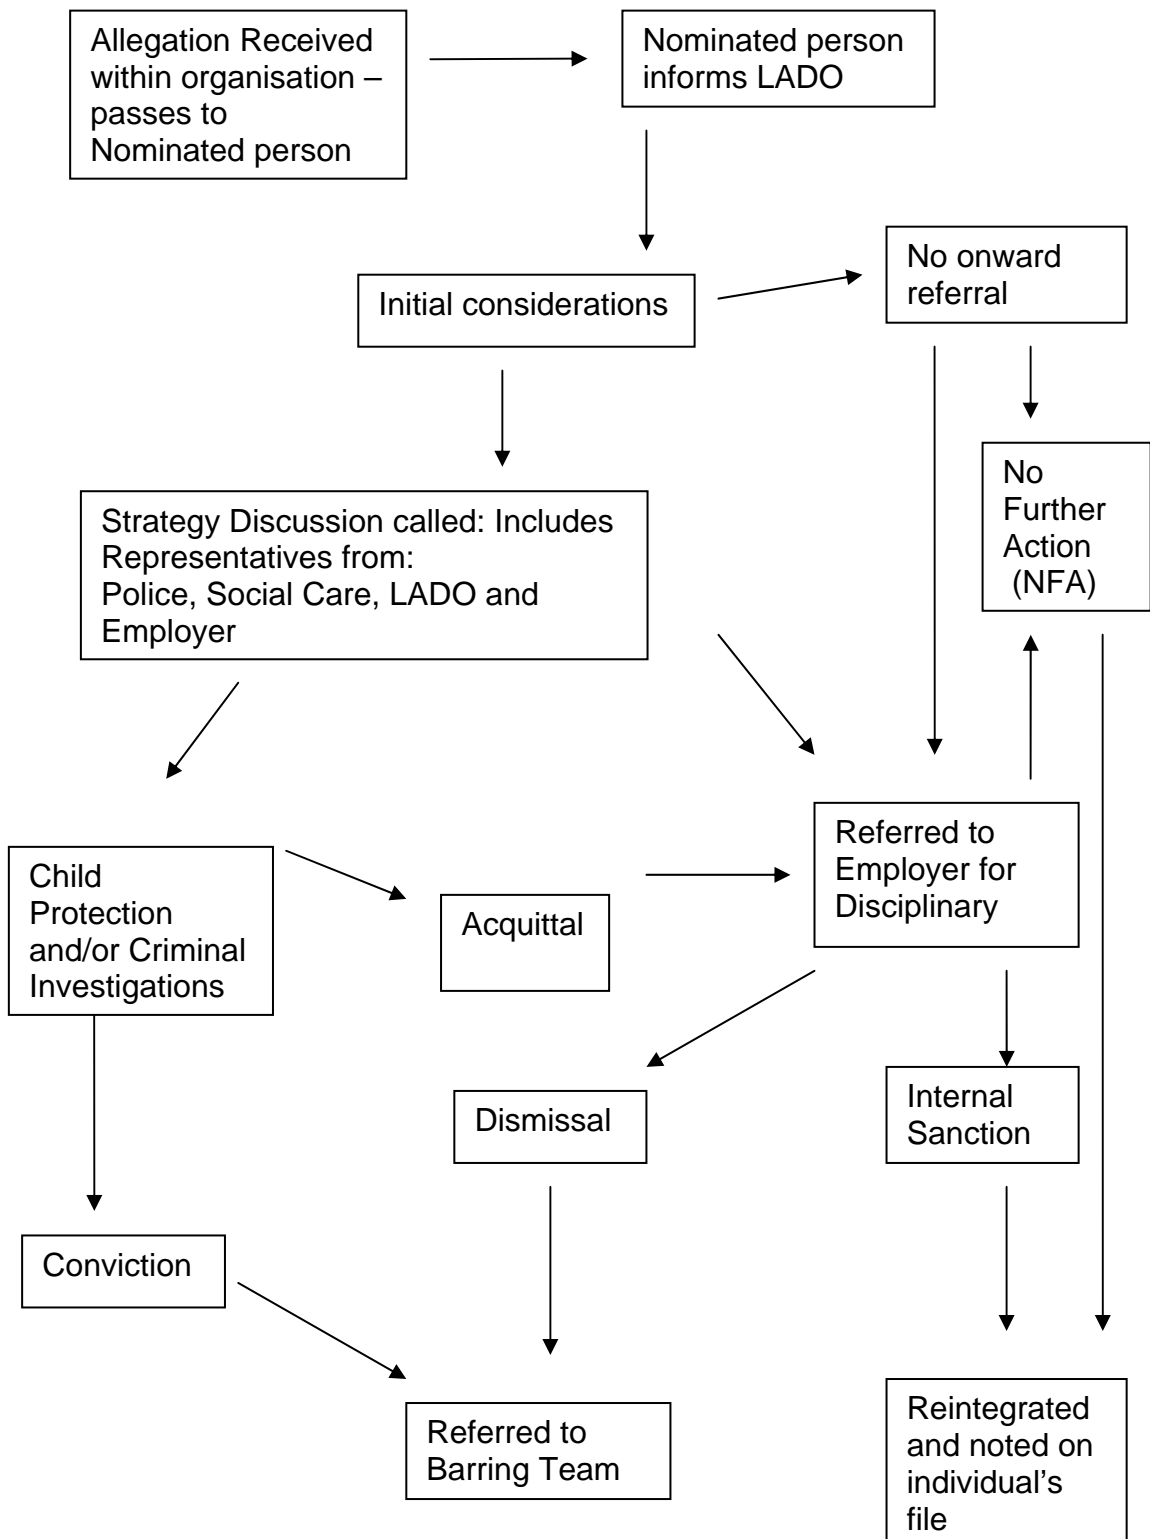 Allegation Received
within organisation –
passes to
Nominated person
Nominated person
informs LADO
Initial considerations
No onward
referral
Strategy Discussion called: Includes
Representatives from:
Police, Social Care, LADO and
Employer
No
Further
Action
(NFA)
Child
Protection
and/or Criminal
Investigations
Acquittal
Referred to
Employer for
Disciplinary
Dismissal
Internal
Sanction
Conviction
Referred to
Barring Team
Reintegrated
and noted on
individual’s
file